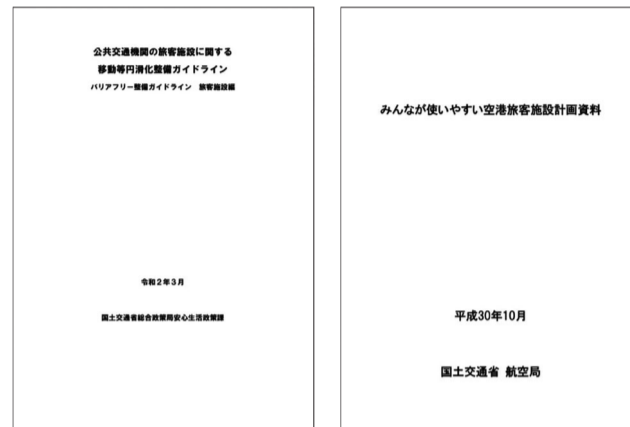 公共交通機関の旅客施設に関する
移動等円滑化整備ガイドライン
バリアフリー整備ガイドライン　旅客施設編
令和２年３月
国土交通省総合政策局安心生活政策課
みんなが使いやすい空港旅客施設計画資料
平成30年10月
国土交通省 航空局